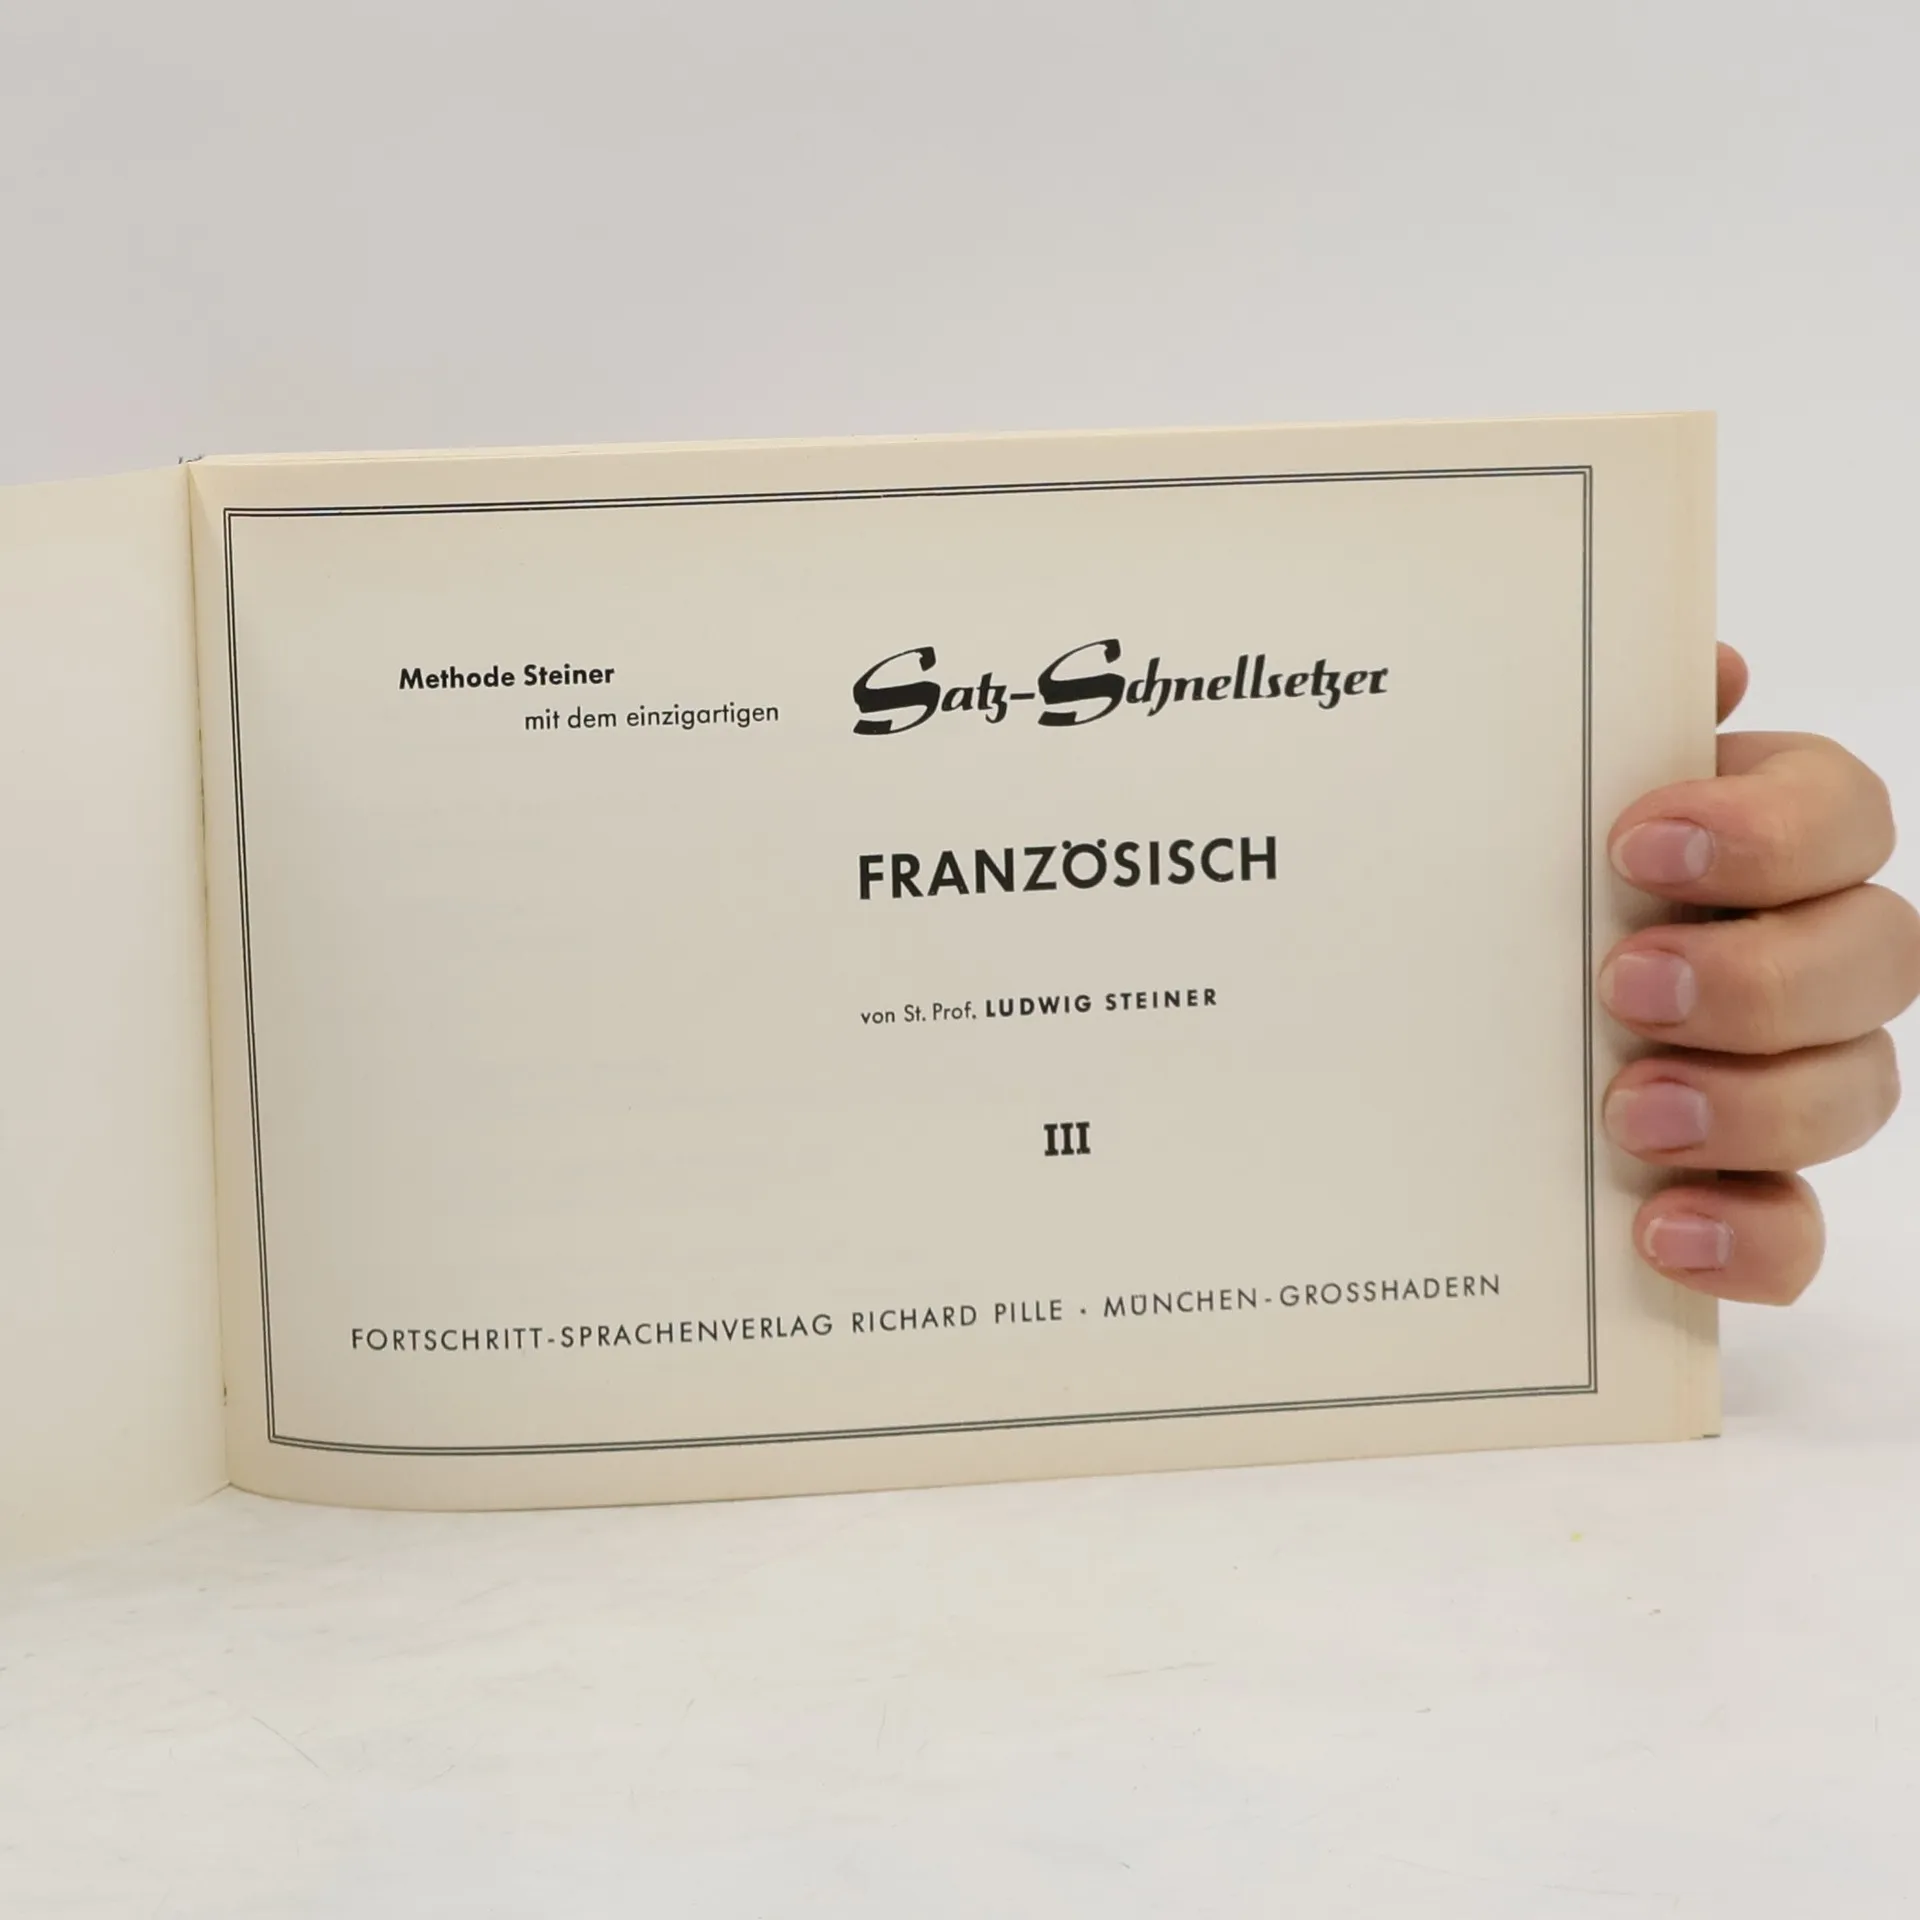 Methode Steiner
mit dem einzigartigen
Satz-Schnellsetzer
FRANZÖSISCH
von St. Prof. LUDWIG STEINER
III
FORTSCHRITT-SPRACHENVERLAG RICHARD PILLE · MÜNCHEN-GROSSHADERN